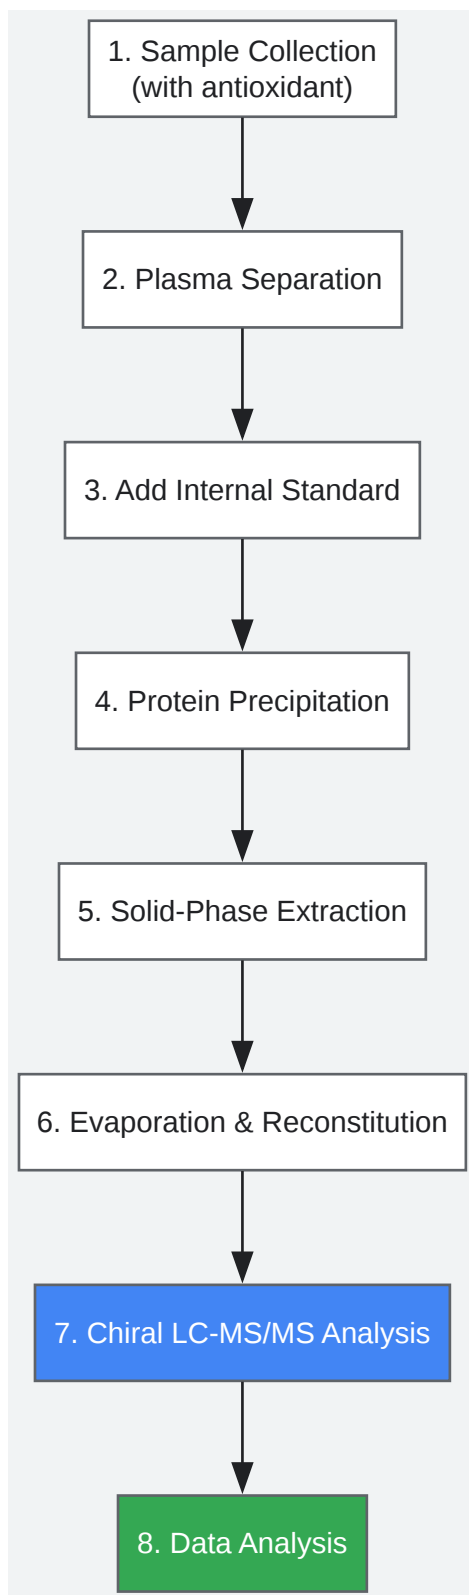 1. Sample Collection
(with antioxidant)
2. Plasma Separation
3. Add Internal Standard
4. Protein Precipitation
5. Solid-Phase Extraction
6. Evaporation & Reconstitution
7. Chiral LC-MS/MS Analysis
8. Data Analysis